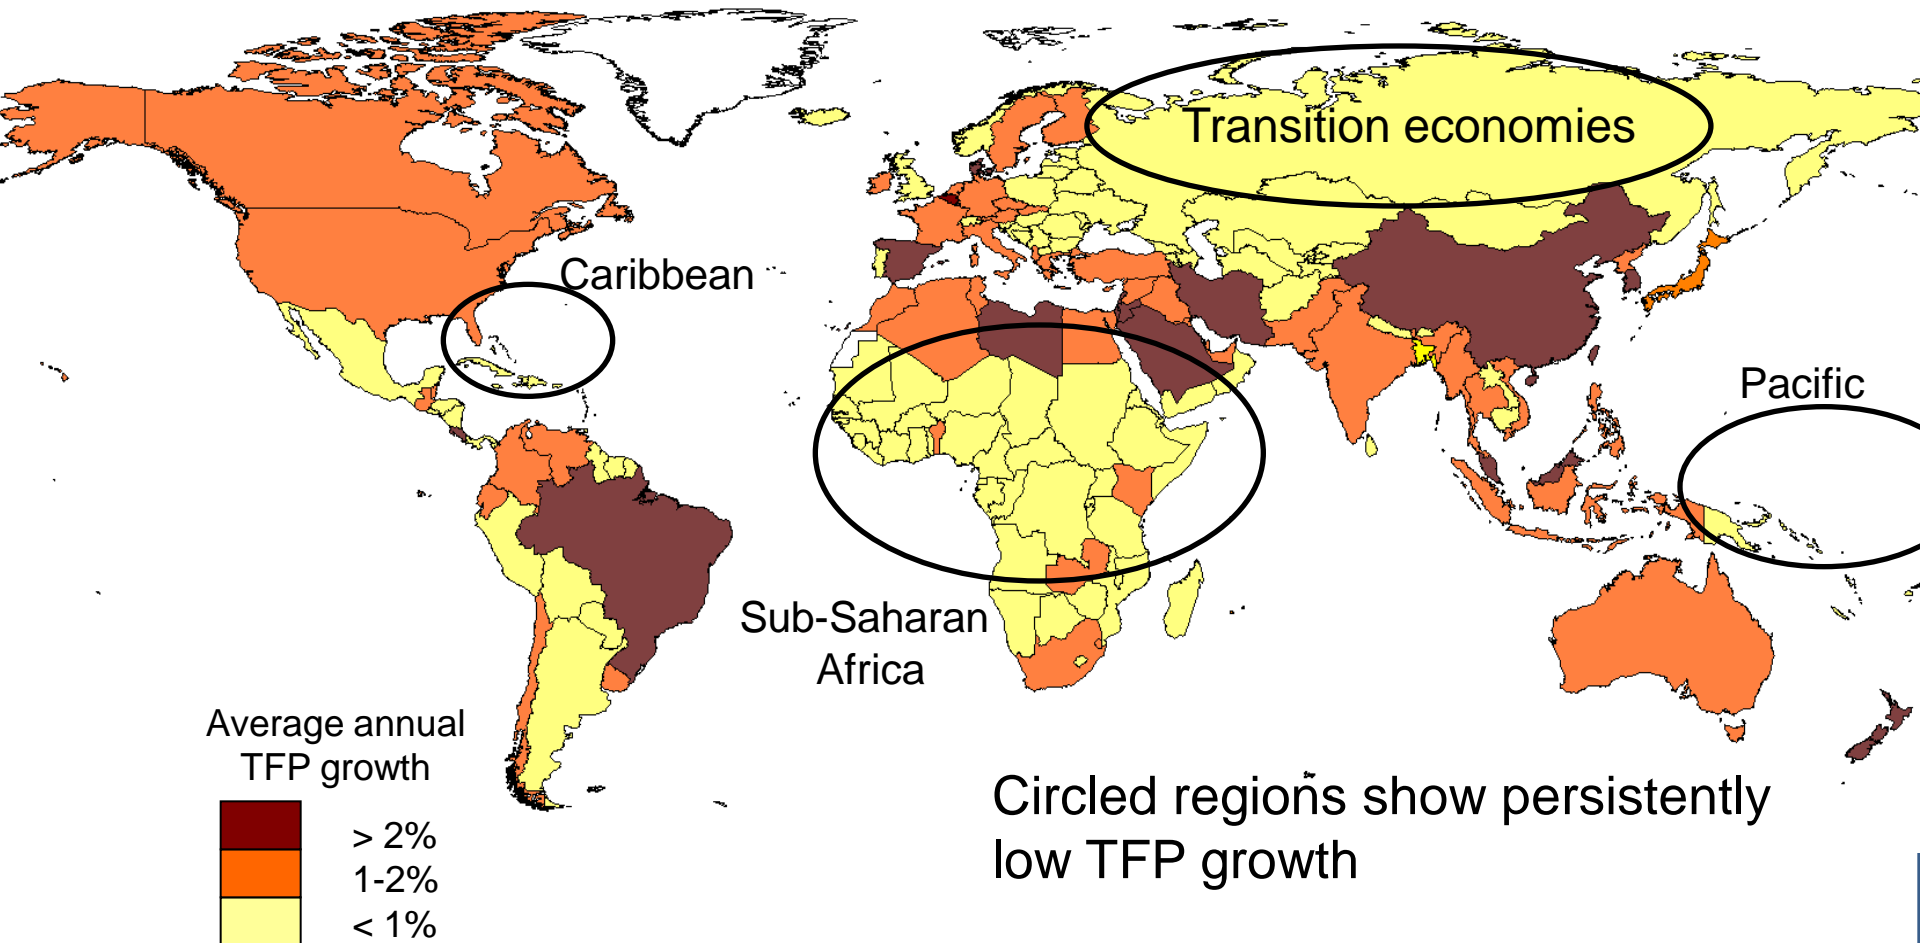 Transition economies
Caribbean
Pacific
Sub-Saharan
Africa
Average annual
TFP growth
> 2%
1-2%
< 1%
Circled regions show persistently
low TFP growth